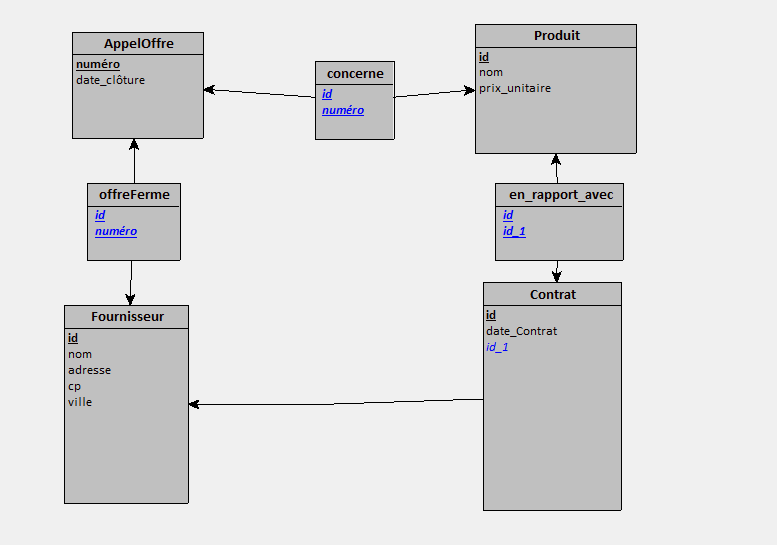 AppelOffre
numéro
date_clôture
concerne
id
numéro
Produit
id
nom
prix_unitaire
offreFerme
id
numéro
en_rapport_avec
id
id_1
Fournisseur
id
nom
adresse
cp
ville
Contrat
id
date_Contrat
id_1